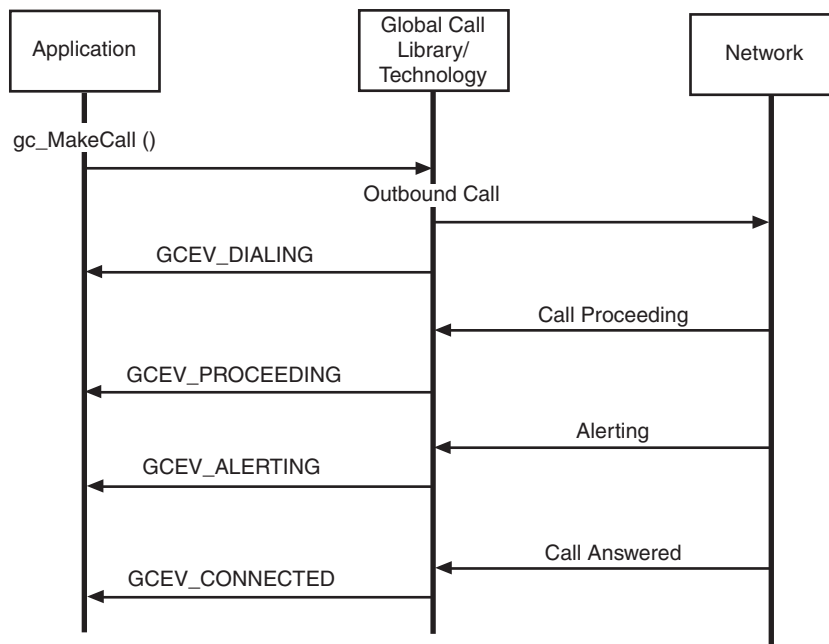 Application
Global Call
Library/
Technology
Network
gc_MakeCall ()
Outbound Call
GCEV_DIALING
Call Proceeding
GCEV_PROCEEDING
Alerting
GCEV_ALERTING
Call Answered
GCEV_CONNECTED